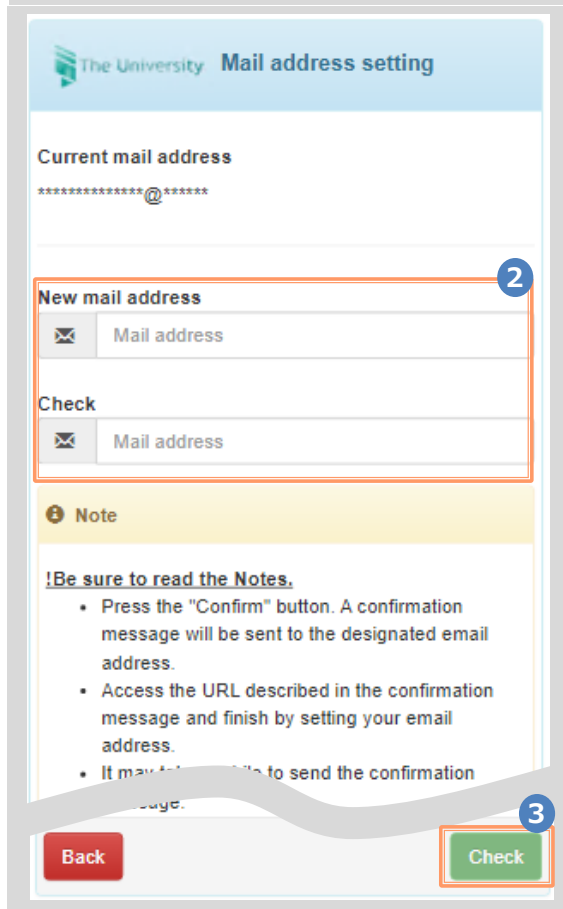 The University Mail address setting
Current mail address
**************@******
2
New mail address
Mail address
Check
Mail address
Note
!Be sure to read the Notes.
• Press the "Confirm" button. A confirmation
message will be sent to the designated email
address.
• Access the URL described in the confirmation
message and finish by setting your email
address.
• It may to send the confirmation
3
Back Check